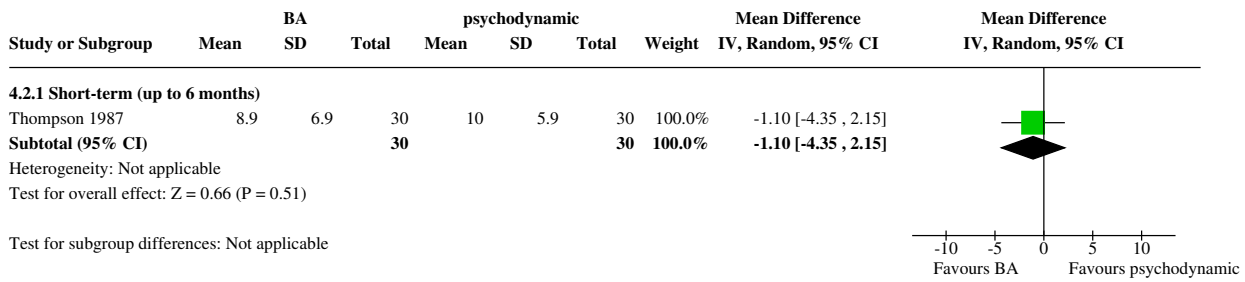 BA psychodynamic Mean Difference Mean Difference
Study or Subgroup Mean SD Total Mean SD Total Weight IV, Random, 95% CI IV, Random, 95% CI
4.2.1 Short-term (up to 6 months)
Thompson 1987 8.9 6.9 30 10 5.9 30 100.0% -1.10 [-4.35 , 2.15]
Subtotal (95% CI) 30 30 100.0% -1.10 [-4.35 , 2.15]
Heterogeneity: Not applicable
Test for overall effect: Z = 0.66 (P = 0.51)
Test for subgroup differences: Not applicable
-10 -5 0 5 10
Favours BA Favours psychodynamic